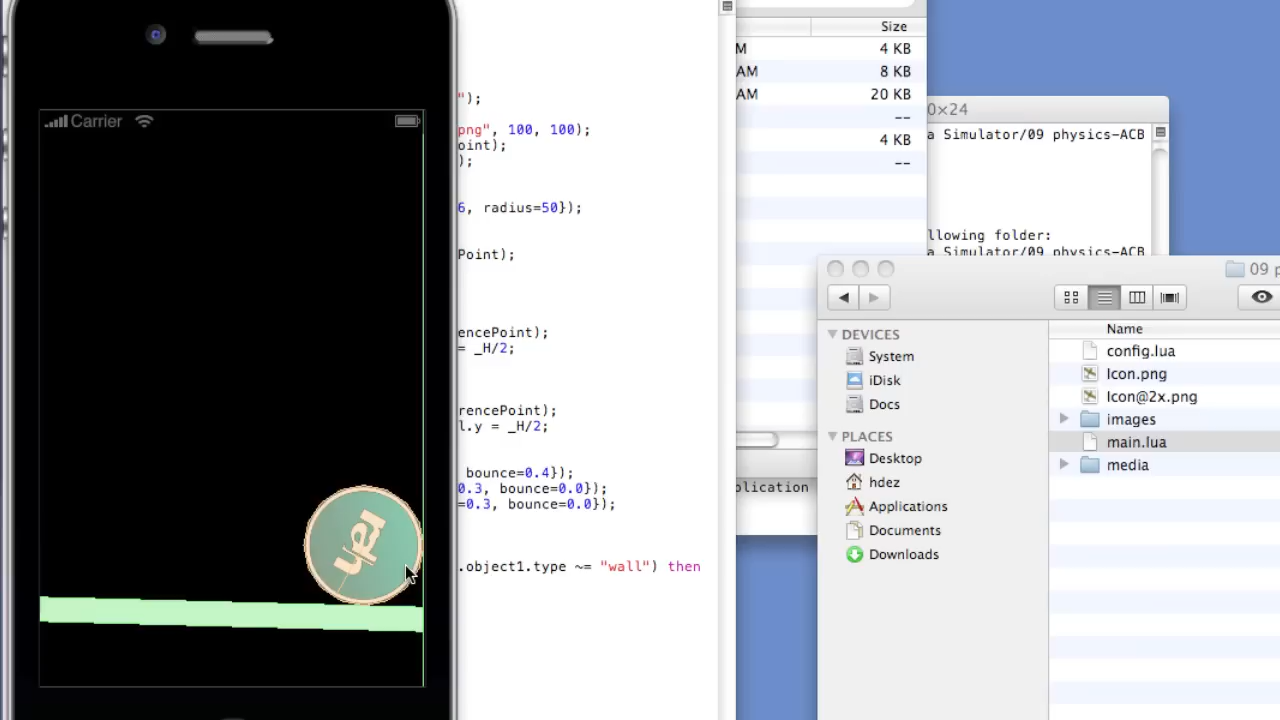 Carrier
");
png", 100, 100);
oint);
);
6, radius=50});
Point);
encePoint);
= _H/2;
rencePoint);
l.y = _H/2;
bounce=0.4});
0.3, bounce=0.0});
=0.3, bounce=0.0});
.object1.type ~= "wall") then
Size
M 4 KB
AM 8 KB
AM 20 KB
--
4 KB
--
plication
0×24
a Simulator/09 physics-ACB
llowing folder:
a Simulator/09 physics-ACB
09 p
DEVICES
System
iDisk
Docs
PLACES
Desktop
hdez
Applications
Documents
Downloads
Name
config.lua
Icon.png
Icon@2x.png
images
main.lua
media